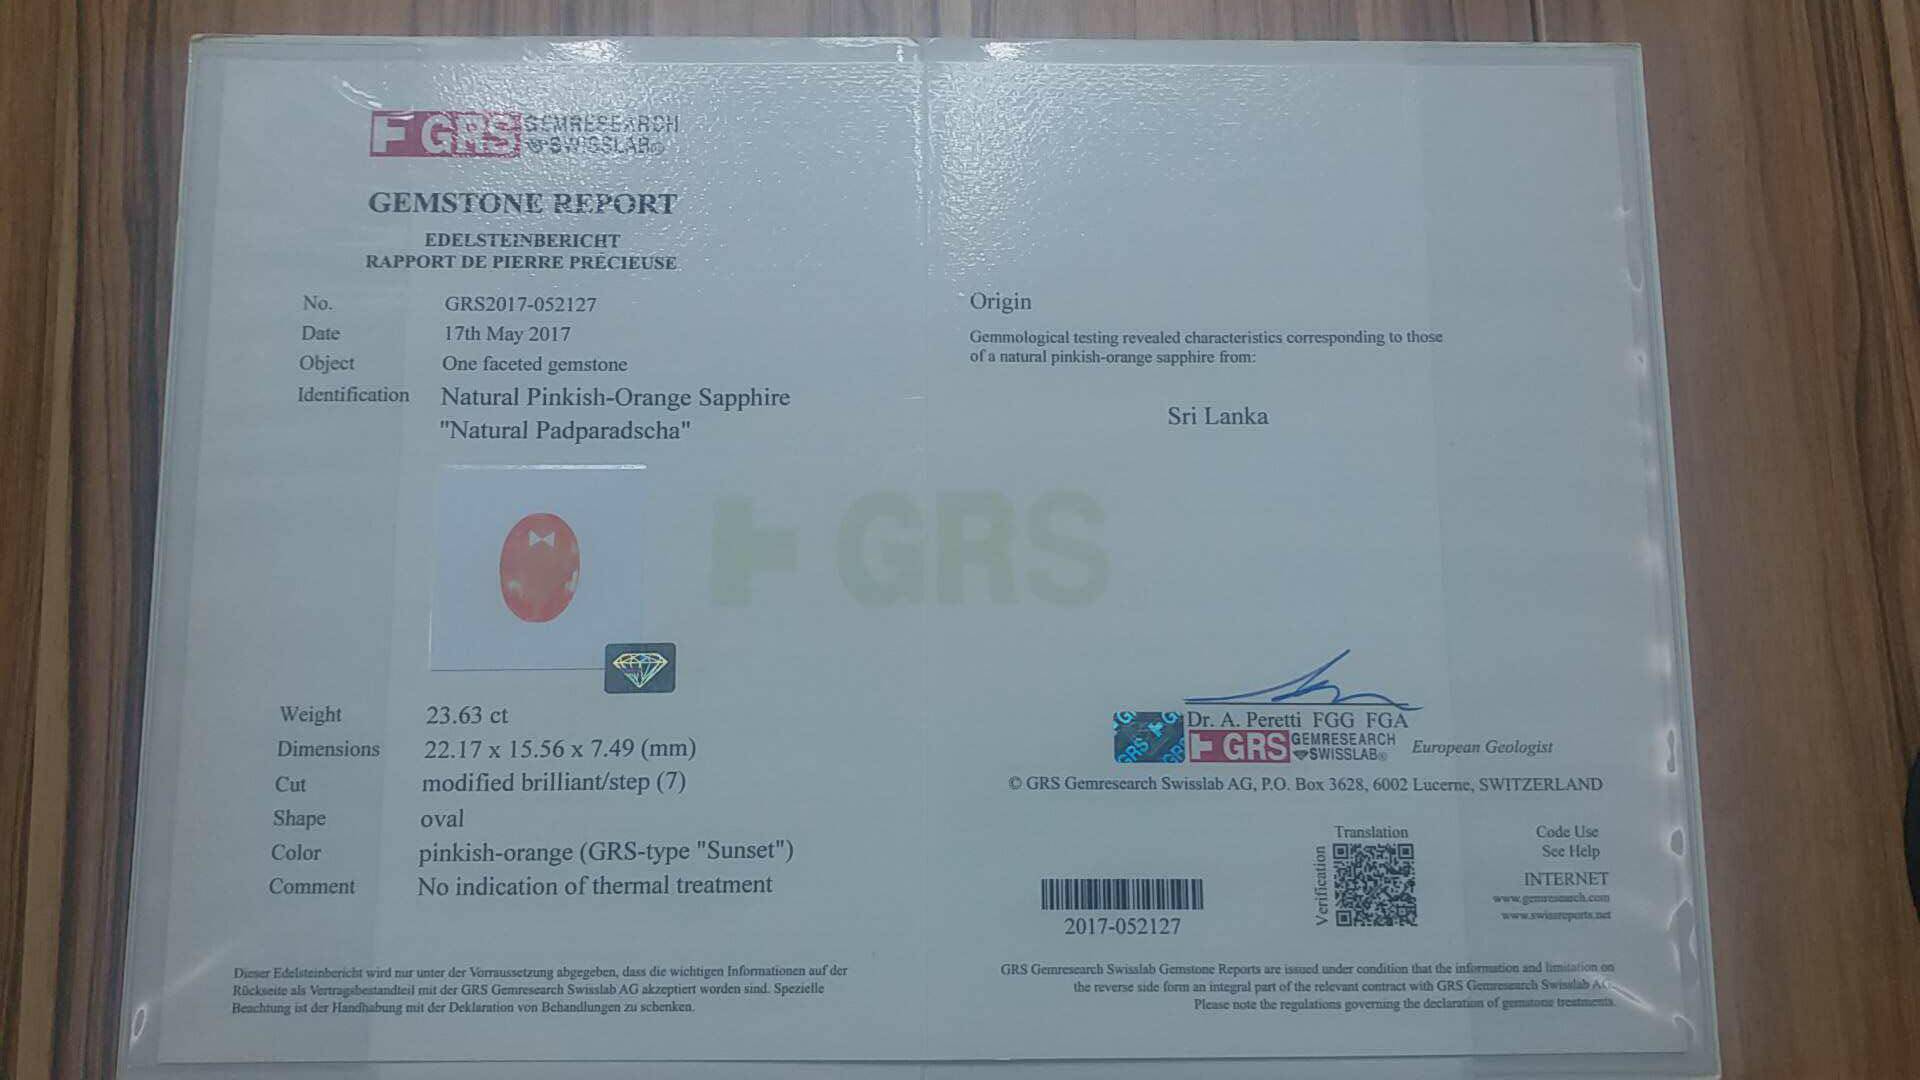 GRS GEMRESEARCH
SWISSLAB®
GEMSTONE REPORT
EDELSTEINBERICHT
RAPPORT DE PIERRE PRÉCIEUSE
No. GRS2017-052127
Date 17th May 2017
Object One faceted gemstone
Identification Natural Pinkish-Orange Sapphire
"Natural Padparadscha"
Weight 23.63 ct
Dimensions 22.17 x 15.56 x 7.49 (mm)
Cut modified brilliant/step (7)
Shape oval
Color pinkish-orange (GRS-type "Sunset")
Comment No indication of thermal treatment
Dieser Edelsteinbericht wird nur unter der Vorraussetzung abgegeben, dass die wichtigen Informationen auf der
Rückseite als Vertragsbestandteil mit der GRS Gemresearch Swisslab AG akzeptiert worden sind. Spezielle
Beachtung ist der Handhabung mit der Deklaration von Behandlungen zu schenken.
GRS
Origin
Gemmological testing revealed characteristics corresponding to those
of a natural pinkish-orange sapphire from:
Sri Lanka
Dr. A. Peretti FGG FGA
GRS GRS GEMRESEARCH
SWISSLAB®
European Geologist
© GRS Gemresearch Swisslab AG, P.O. Box 3628, 6002 Lucerne, SWITZERLAND
2017-052127
Translation
Verification
Code Use
See Help
INTERNET
www.gemresearch.com
www.swissreports.net
GRS Gemresearch Swisslab Gemstone Reports are issued under condition that the information and limitation on
the reverse side form an integral part of the relevant contract with GRS Gemresearch Swisslab AG.
Please note the regulations governing the declaration of gemstone treatments.